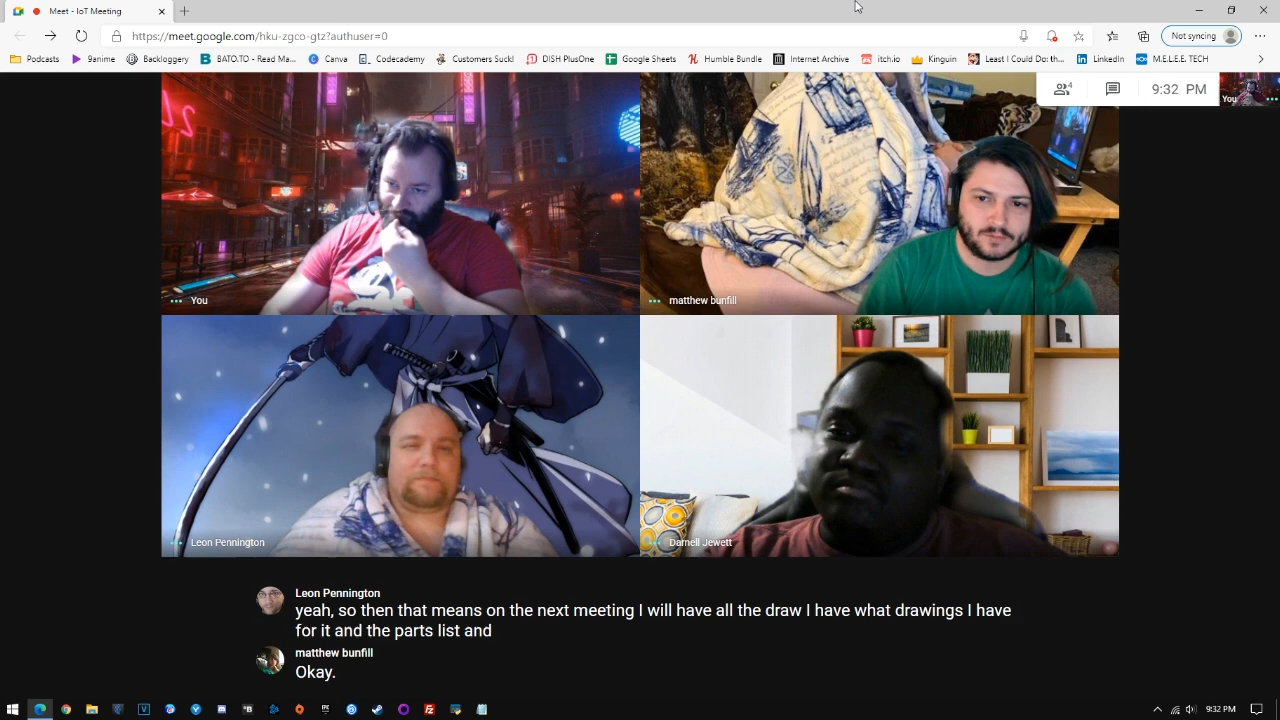 Meet - IoT Meeting
https://meet.google.com/hku-zgco-gtz?authuser=0
Not syncing
Podcasts
9anime
Backloggery
BATO.TO - Read Ma...
Canva
Codecademy
Customers Suck!
DISH PlusOne
Google Sheets
Humble Bundle
Internet Archive
itch.io
Kinguin
Least I Could Do: th...
LinkedIn
M.E.L.E.E. TECH
4
9:32 PM
You
You
matthew bunfill
Leon Pennington
Darnell Jewett
Leon Pennington
yeah, so then that means on the next meeting I will have all the draw I have what drawings I have
for it and the parts list and
matthew bunfill
Okay.
9:32 PM